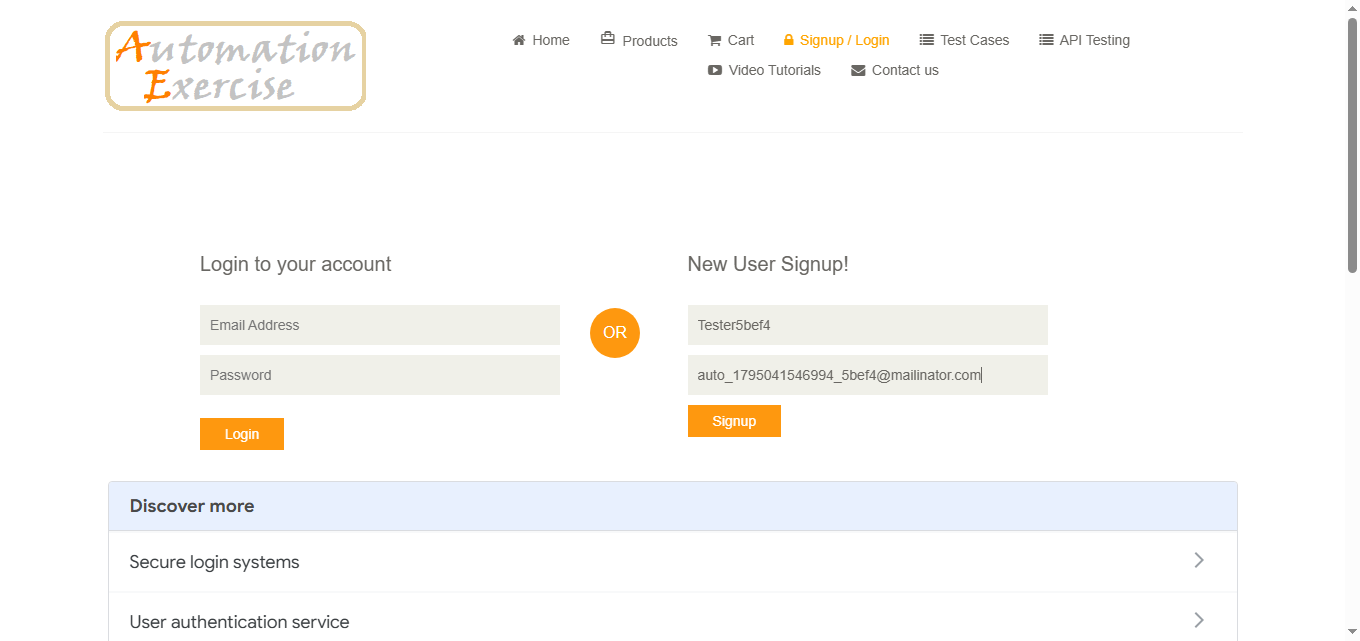 Automation
Exercise
Home
Products
Cart
Signup / Login
Test Cases
API Testing
Video Tutorials
Contact us
Login to your account
Email Address
Password
Login
OR
New User Signup!
Tester5bef4
auto_1795041546994_5bef4@mailinator.com
Signup
Discover more
Secure login systems
User authentication service